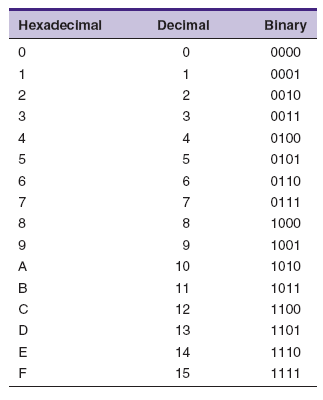 Hexadecimal Decimal Binary
0 0 0000
1 1 0001
2 2 0010
3 3 0011
4 4 0100
5 5 0101
6 6 0110
7 7 0111
8 8 1000
9 9 1001
A 10 1010
B 11 1011
C 12 1100
D 13 1101
E 14 1110
F 15 1111